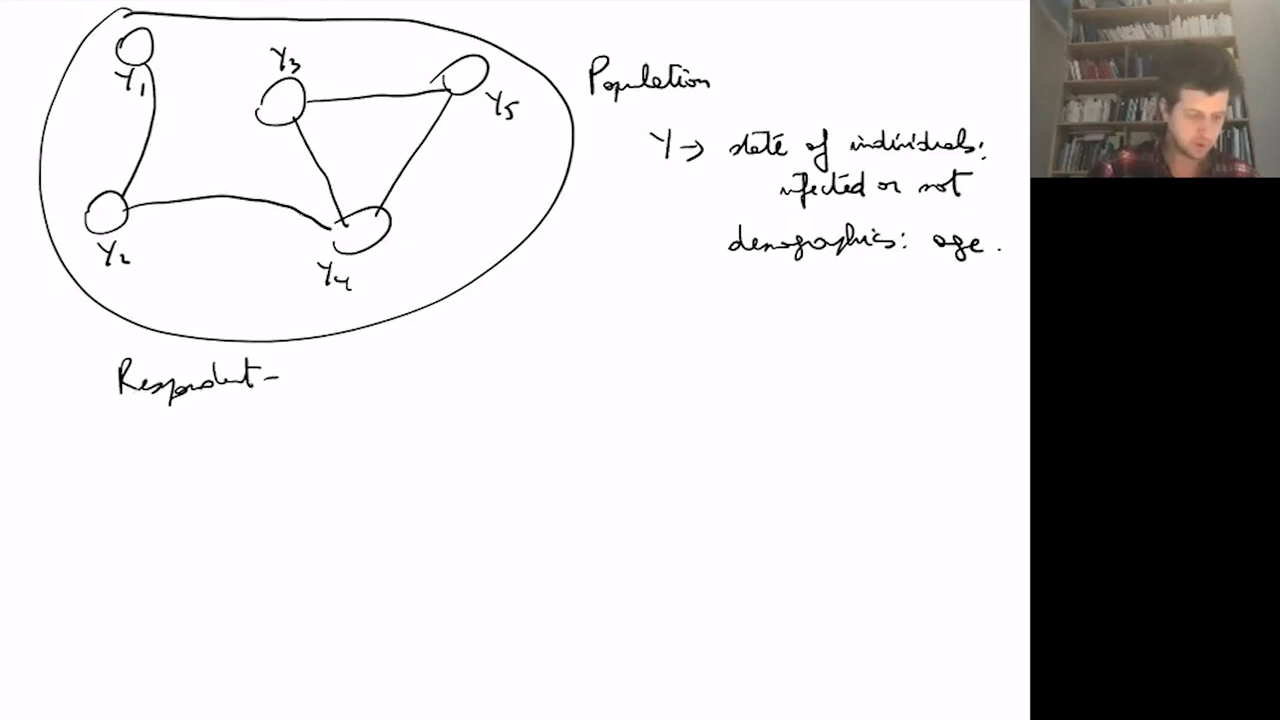 Y1
Y3
Y5
Y2
Y4
Population
Y → state of individuals:
infected or not
demographics: age.
Respondent-